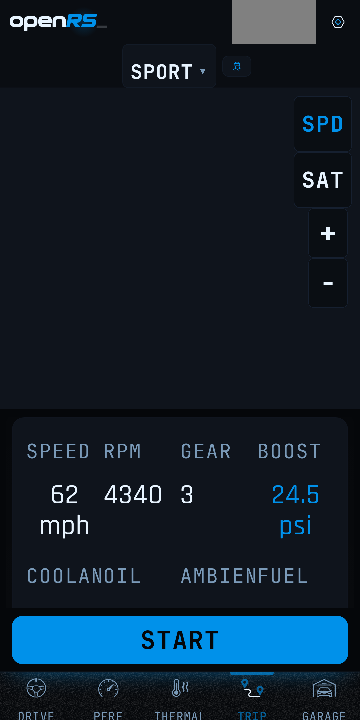 openRS_
SPORT ▾
SPD
SAT
+
-
SPEED RPM GEAR BOOST
62 mph 4340 3 24.5 psi
COOLANOIL AMBIENFUEL
START
DRIVE PERF THERMAL TRIP GARAGE